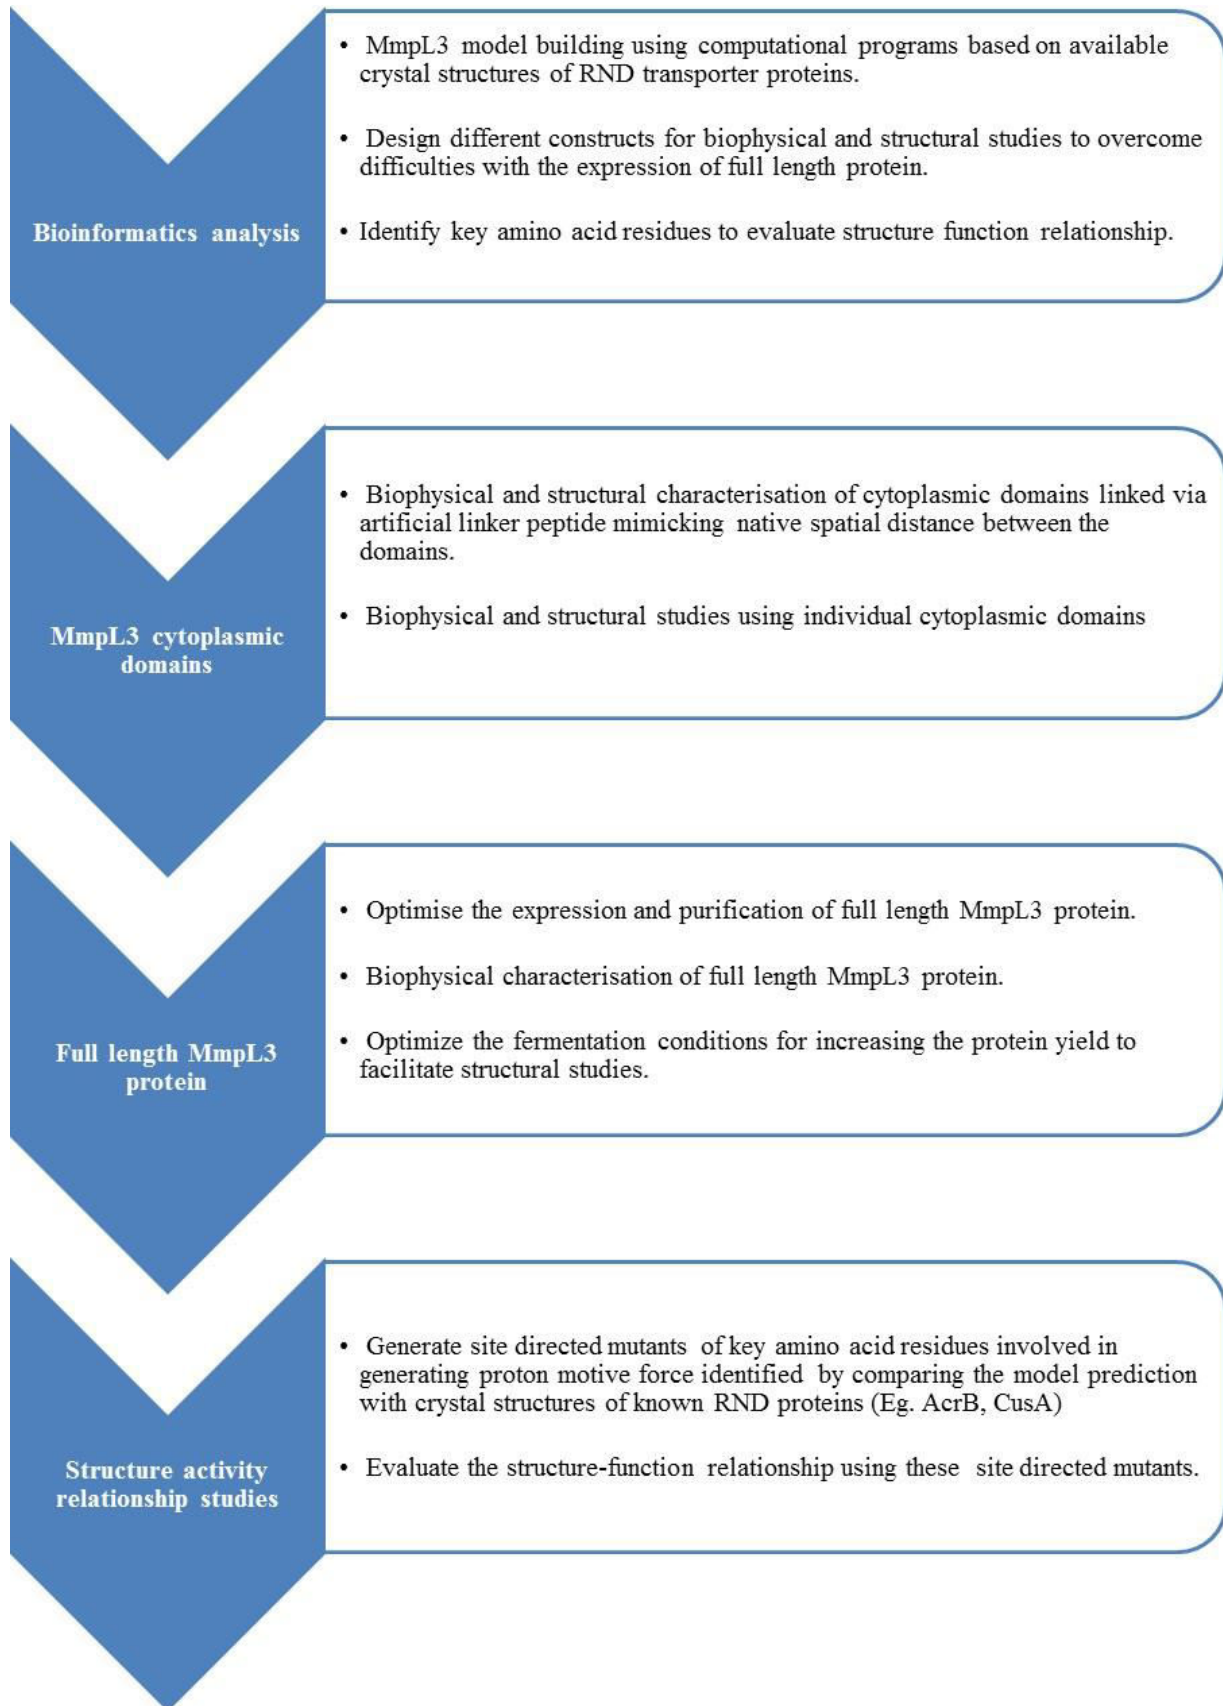 Bioinformatics analysis
• MmpL3 model building using computational programs based on available
crystal structures of RND transporter proteins.
• Design different constructs for biophysical and structural studies to overcome
difficulties with the expression of full length protein.
• Identify key amino acid residues to evaluate structure function relationship.
MmpL3 cytoplasmic
domains
• Biophysical and structural characterisation of cytoplasmic domains linked via
artificial linker peptide mimicking native spatial distance between the
domains.
• Biophysical and structural studies using individual cytoplasmic domains
Full length MmpL3
protein
• Optimise the expression and purification of full length MmpL3 protein.
• Biophysical characterisation of full length MmpL3 protein.
• Optimize the fermentation conditions for increasing the protein yield to
facilitate structural studies.
Structure activity
relationship studies
• Generate site directed mutants of key amino acid residues involved in
generating proton motive force identified by comparing the model prediction
with crystal structures of known RND proteins (Eg. AcrB, CusA)
• Evaluate the structure-function relationship using these site directed mutants.